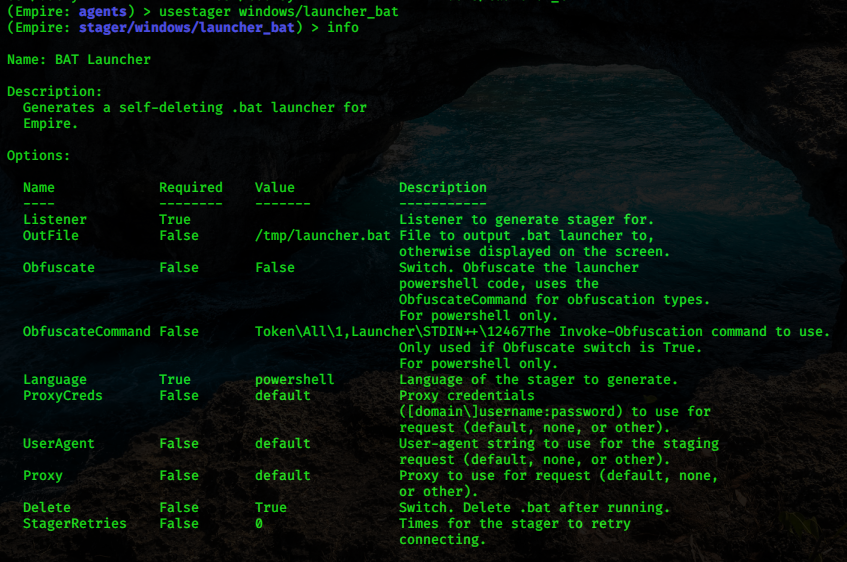 (Empire: agents) > usestager windows/launcher_bat
(Empire: stager/windows/launcher_bat) > info
Name: BAT Launcher
Description:
Generates a self-deleting .bat launcher for
Empire.
Options:
Name Required Value Description
---- -------- ------- -----------
Listener True Listener to generate stager for.
OutFile False /tmp/launcher.bat File to output .bat launcher to,
otherwise displayed on the screen.
Obfuscate False False Switch. Obfuscate the launcher
powershell code, uses the
ObfuscateCommand for obfuscation types.
For powershell only.
ObfuscateCommand False Token\All\1,Launcher\STDIN++\12467The Invoke-Obfuscation command to use.
Only used if Obfuscate switch is True.
For powershell only.
Language True powershell Language of the stager to generate.
ProxyCreds False default Proxy credentials
([domain\]username:password) to use for
request (default, none, or other).
UserAgent False default User-agent string to use for the staging
request (default, none, or other).
Proxy False default Proxy to use for request (default, none,
or other).
Delete False True Switch. Delete .bat after running.
StagerRetries False 0 Times for the stager to retry
connecting.